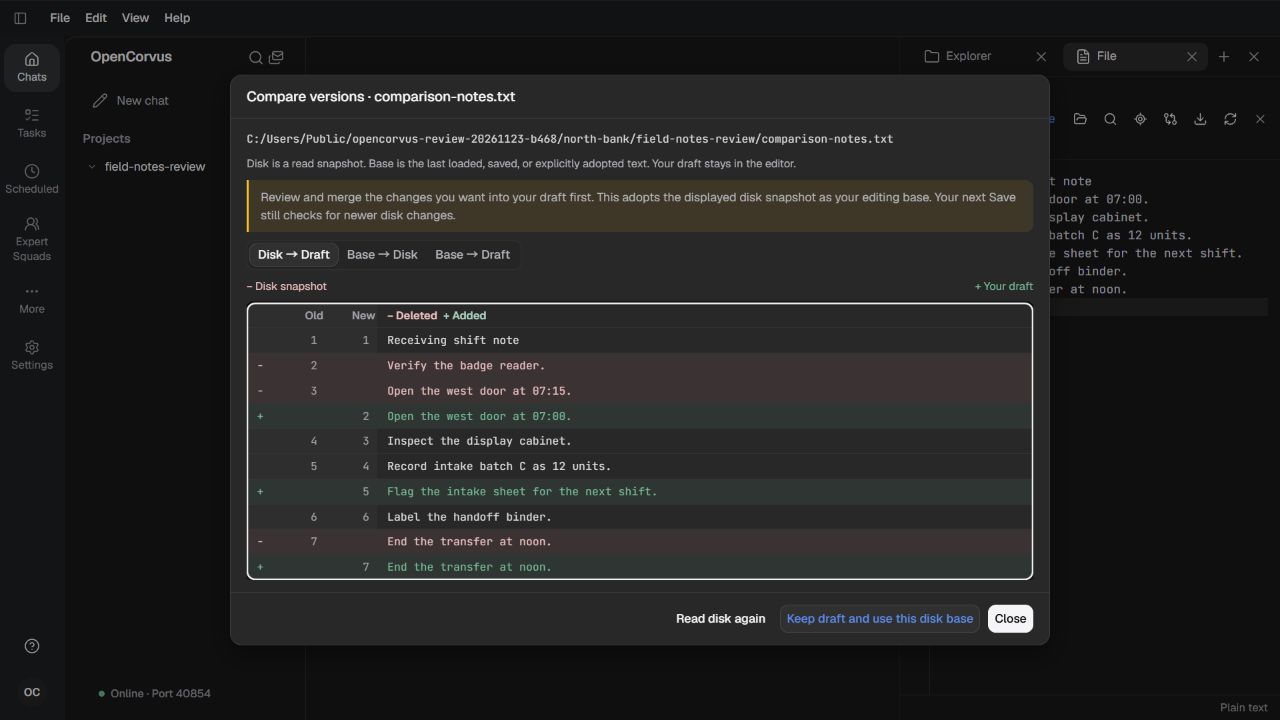 File Edit View Help
Chats
Tasks
Scheduled
Expert
Squads
More
Settings
OC
OpenCorvus
New chat
Projects
field-notes-review
Online · Port 40854
Explorer
File
Compare versions · comparison-notes.txt
C:/Users/Public/opencorvus-review-20261123-b468/north-bank/field-notes-review/comparison-notes.txt
Disk is a read snapshot. Base is the last loaded, saved, or explicitly adopted text. Your draft stays in the editor.
Review and merge the changes you want into your draft first. This adopts the displayed disk snapshot as your editing base. Your next Save
still checks for newer disk changes.
Disk → Draft Base → Disk Base → Draft
− Disk snapshot + Your draft
Old New − Deleted + Added
1 1 Receiving shift note
- 2 Verify the badge reader.
- 3 Open the west door at 07:15.
+ 2 Open the west door at 07:00.
4 3 Inspect the display cabinet.
5 4 Record intake batch C as 12 units.
+ 5 Flag the intake sheet for the next shift.
6 6 Label the handoff binder.
- 7 End the transfer at noon.
+ 7 End the transfer at noon.
Read disk again Keep draft and use this disk base Close
t note
door at 07:00.
splay cabinet.
batch C as 12 units.
e sheet for the next shift.
off binder.
er at noon.
Plain text